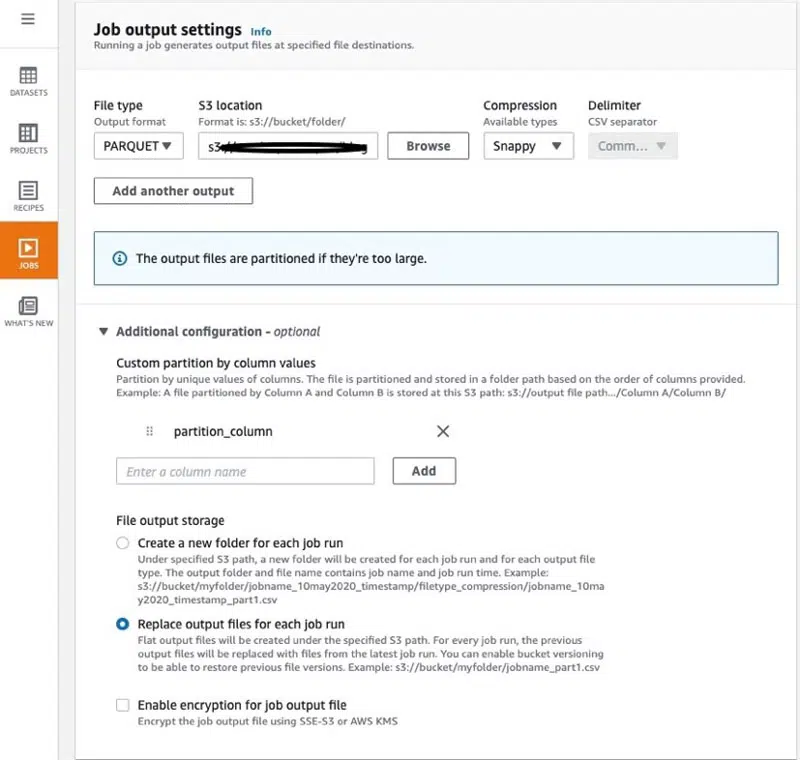 Job output settings Info
Running a job generates output files at specified file destinations.
DATASETS
PROJECTS
RECIPES
JOBS
WHAT'S NEW
File type
Output format
PARQUET
S3 location
Format is: s3://bucket/folder/
s3:
Browse
Compression
Available types
Snappy
Delimiter
CSV separator
Comm...
Add another output
The output files are partitioned if they're too large.
Additional configuration - optional
Custom partition by column values
Partition by unique values of columns. The file is partitioned and stored in a folder path based on the order of columns provided.
Example: A file partitioned by Column A and Column B is stored at this S3 path: s3://output file path.../Column A/Column B/
partition_column
Enter a column name
Add
File output storage
Create a new folder for each job run
Under specified S3 path, a new folder will be created for each job run and for each output file
type. The output folder and file name contains job name and job run time. Example:
s3://bucket/myfolder/jobname_10may2020_timestamp/filetype_compression/jobname_10ma
y2020_timestamp_part1.csv
Replace output files for each job run
Flat output files will be created under the specified S3 path. For every job run, the previous
output files will be replaced with files from the latest job run. You can enable bucket versioning
to be able to restore previous file versions. Example: s3://bucket/myfolder/jobname_part1.csv
Enable encryption for job output file
Encrypt the job output file using SSE-S3 or AWS KMS